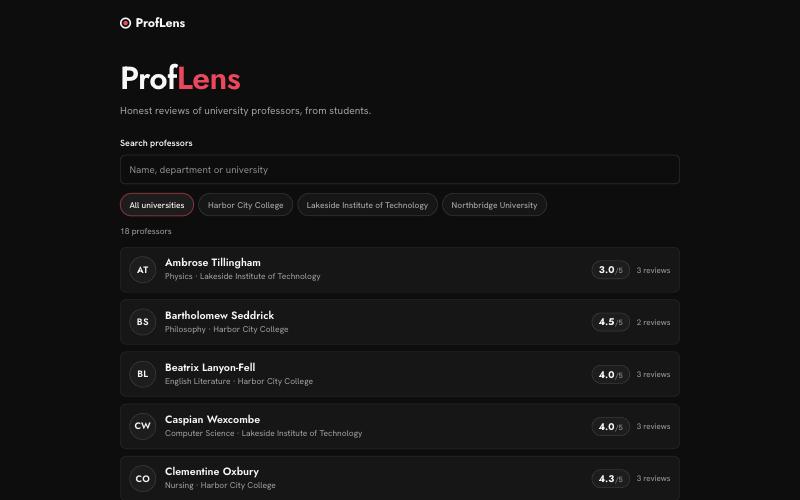 ProfLens
ProfLens
Honest reviews of university professors, from students.
Search professors
Name, department or university
All universities
Harbor City College
Lakeside Institute of Technology
Northbridge University
18 professors
AT
Ambrose Tillingham
Physics · Lakeside Institute of Technology
3.0/5
3 reviews
BS
Bartholomew Seddrick
Philosophy · Harbor City College
4.5/5
2 reviews
BL
Beatrix Lanyon-Fell
English Literature · Harbor City College
4.0/5
3 reviews
CW
Caspian Wexcombe
Computer Science · Lakeside Institute of Technology
4.0/5
3 reviews
CO
Clementine Oxbury
Nursing · Harbor City College
4.3/5
3 reviews